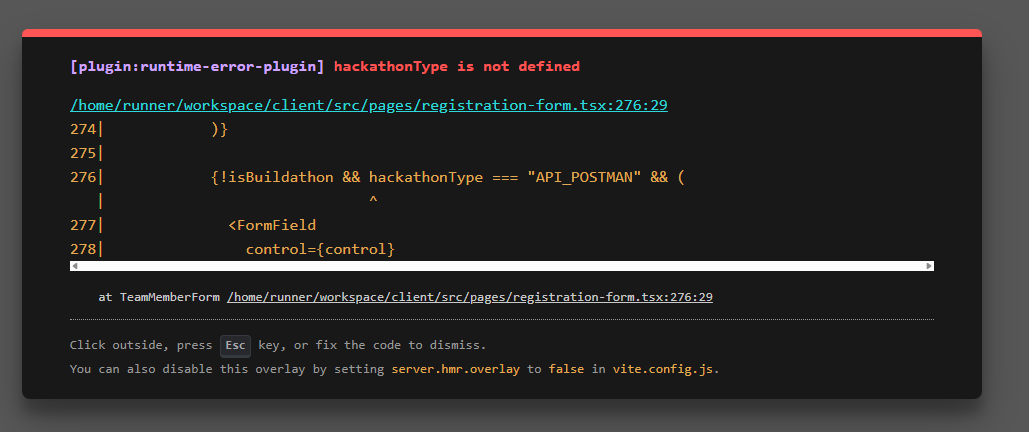 [plugin:runtime-error-plugin] hackathonType is not defined
/home/runner/workspace/client/src/pages/registration-form.tsx:276:29
274|            )}
275|
276|            {!isBuildathon && hackathonType === "API_POSTMAN" && (
   |                              ^
277|              <FormField
278|                control={control}
at TeamMemberForm /home/runner/workspace/client/src/pages/registration-form.tsx:276:29
Click outside, press Esc key, or fix the code to dismiss.
You can also disable this overlay by setting server.hmr.overlay to false in vite.config.js.